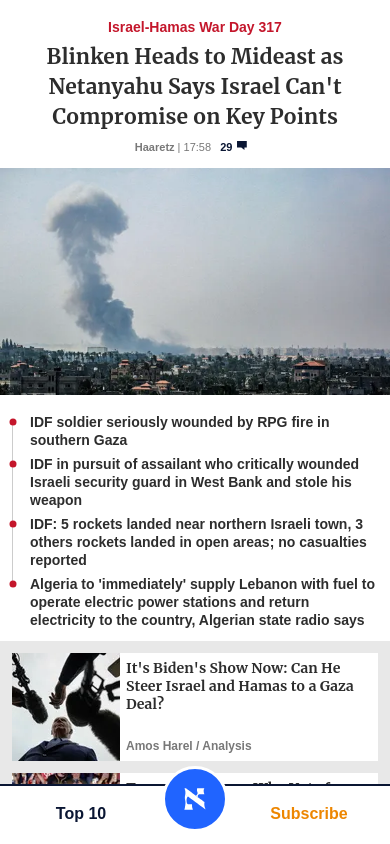 Israel-Hamas War Day 317
Blinken Heads to Mideast as
Netanyahu Says Israel Can't
Compromise on Key Points
Haaretz | 17:58 29
IDF soldier seriously wounded by RPG fire in
southern Gaza
IDF in pursuit of assailant who critically wounded
Israeli security guard in West Bank and stole his
weapon
IDF: 5 rockets landed near northern Israeli town, 3
others rockets landed in open areas; no casualties
reported
Algeria to 'immediately' supply Lebanon with fuel to
operate electric power stations and return
electricity to the country, Algerian state radio says
It's Biden's Show Now: Can He
Steer Israel and Hamas to a Gaza
Deal?
Amos Harel / Analysis
Top 10
א
Subscribe